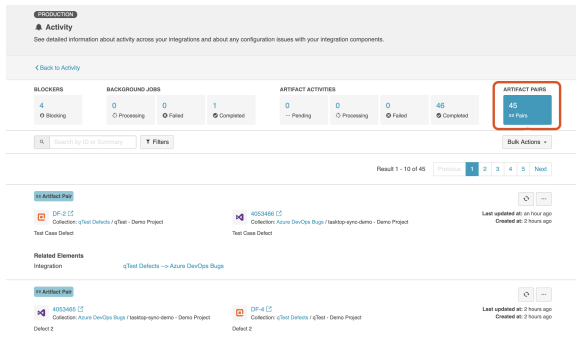 PRODUCTION
Activity
See detailed information about activity across your integrations and about any configuration issues with your integration components.
Back to Activity
BLOCKERS BACKGROUND JOBS ARTIFACT ACTIVITIES ARTIFACT PAIRS
4 0 0 1 0 0 0 46 45
Blocking Processing Failed Completed Pending Processing Failed Completed Pairs
Search by ID or Summary Filters Bulk Actions
Result 1 - 10 of 45 Previous 1 2 3 4 5 Next
Artifact Pair
DF-2 4053486 Last updated at: an hour ago
Collection: qTest Defects / qTest - Demo Project Collection: Azure DevOps Bugs / tasktop-sync-demo - Demo Project Created at: 2 hours ago
Test Case Defect Test Case Defect
Related Elements
Integration qTest Defects --> Azure DevOps Bugs
Artifact Pair
4053465 DF-4 Last updated at: 2 hours ago
Collection: Azure DevOps Bugs / tasktop-sync-demo - Demo Project Collection: qTest Defects / qTest - Demo Project Created at: 2 hours ago
Defect 2 Defect 2